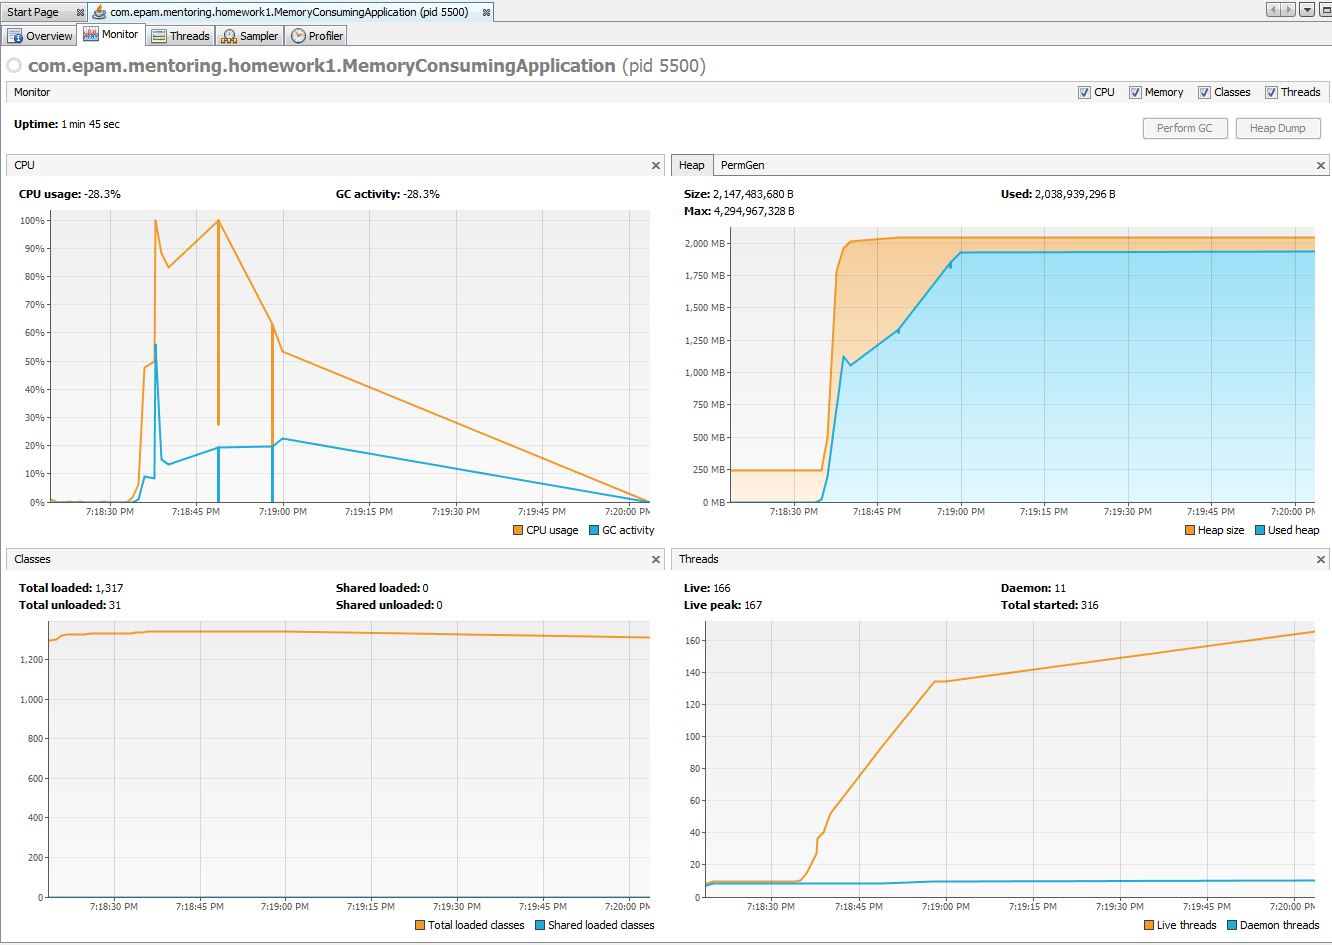 Start Page
com.epam.mentoring.homework1.MemoryConsumingApplication (pid 5500)
Overview Monitor Threads Sampler Profiler
com.epam.mentoring.homework1.MemoryConsumingApplication (pid 5500)
Monitor CPU Memory Classes Threads
Uptime: 1 min 45 sec
Perform GC Heap Dump
CPU
CPU usage: -28.3% GC activity: -28.3%
100%
90%
80%
70%
60%
50%
40%
30%
20%
10%
0%
7:18:30 PM 7:18:45 PM 7:19:00 PM 7:19:15 PM 7:19:30 PM 7:19:45 PM 7:20:00 PM
CPU usage GC activity
Heap PermGen
Size: 2,147,483,680 B Used: 2,038,939,296 B
Max: 4,294,967,328 B
2,000 MB
1,750 MB
1,500 MB
1,250 MB
1,000 MB
750 MB
500 MB
250 MB
0 MB
7:18:30 PM 7:18:45 PM 7:19:00 PM 7:19:15 PM 7:19:30 PM 7:19:45 PM 7:20:00 PM
Heap size Used heap
Classes
Total loaded: 1,317 Shared loaded: 0
Total unloaded: 31 Shared unloaded: 0
1,200
1,000
800
600
400
200
0
7:18:30 PM 7:18:45 PM 7:19:00 PM 7:19:15 PM 7:19:30 PM 7:19:45 PM 7:20:00 PM
Total loaded classes Shared loaded classes
Threads
Live: 166 Daemon: 11
Live peak: 167 Total started: 316
160
140
120
100
80
60
40
20
0
7:18:30 PM 7:18:45 PM 7:19:00 PM 7:19:15 PM 7:19:30 PM 7:19:45 PM 7:20:00 PM
Live threads Daemon threads